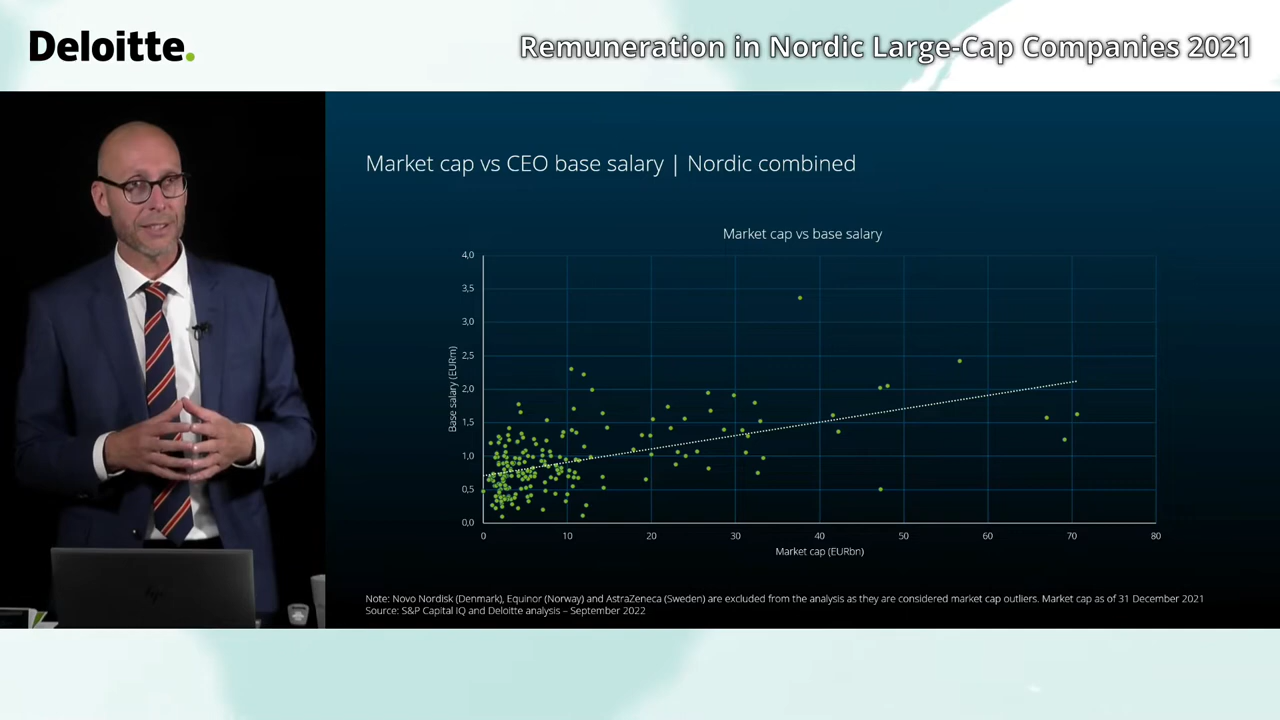 Deloitte.
Remuneration in Nordic Large-Cap Companies 2021
Market cap vs CEO base salary | Nordic combined
Market cap vs base salary
4,0
3,5
3,0
2,5
2,0
1,5
1,0
0,5
0,0
Base salary (EURm)
0 10 20 30 40 50 60 70 80
Market cap (EURbn)
Note: Novo Nordisk (Denmark), Equinor (Norway) and AstraZeneca (Sweden) are excluded from the analysis as they are considered market cap outliers. Market cap as of 31 December 2021
Source: S&P Capital IQ and Deloitte analysis – September 2022
hp